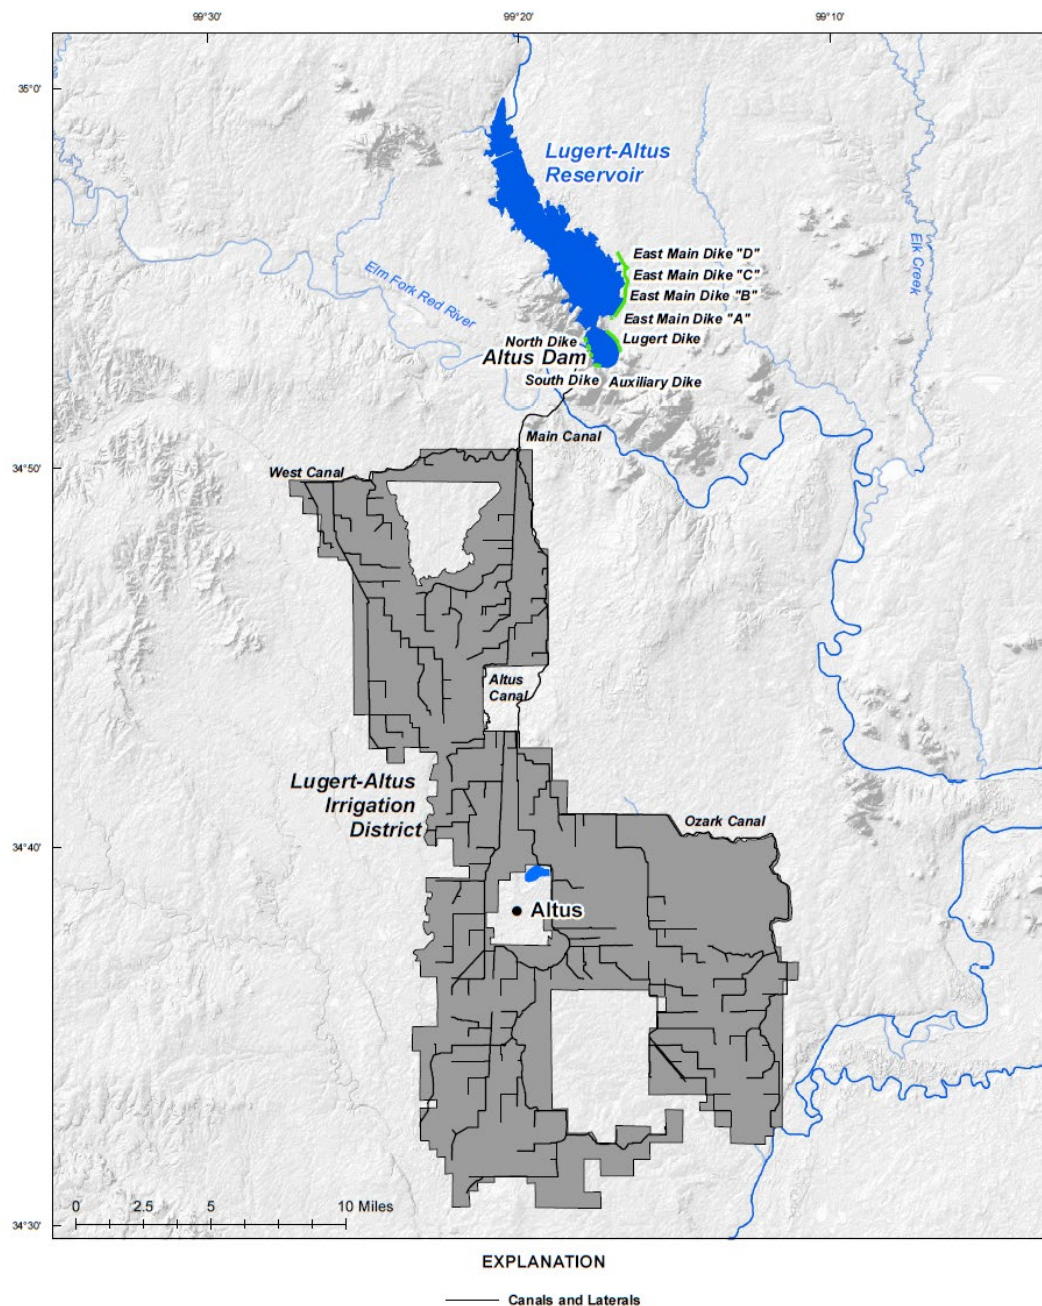 99°30'
99°20'
99°10'
35°0'
Lugert-Altus
Reservoir
East Main Dike "D"
East Main Dike "C"
East Main Dike "B"
East Main Dike "A"
Lugert Dike
Elk Creek
Elm Fork Red River
North Dike
Altus Dam
South Dike
Auxiliary Dike
Main Canal
34°50'
West Canal
Altus
Canal
Lugert-Altus
Irrigation
District
Ozark Canal
34°40'
Altus
0 2.5 5 10 Miles
34°30'
EXPLANATION
Canals and Laterals